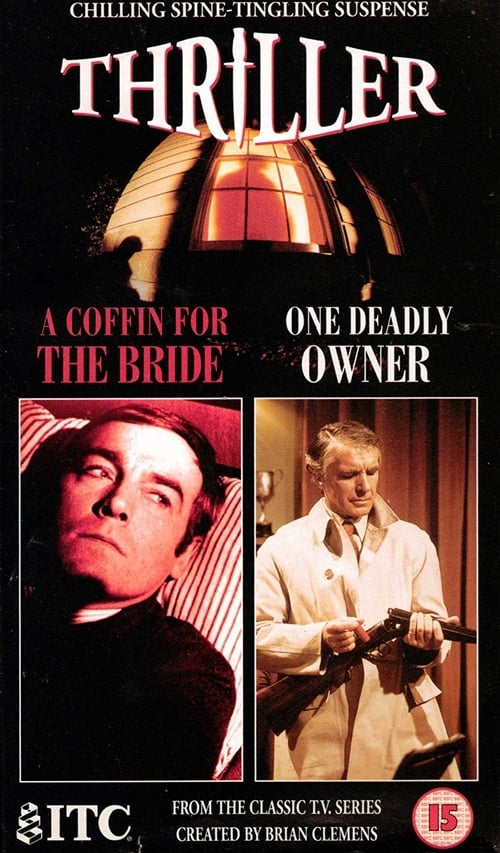 CHILLING SPINE-TINGLING SUSPENSE
THRILLER
A COFFIN FOR
THE BRIDE
ONE DEADLY
OWNER
ITC
FROM THE CLASSIC T.V. SERIES
CREATED BY BRIAN CLEMENS
15